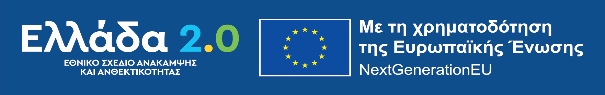 Ελλάδα 2.0
ΕΘΝΙΚΟ ΣΧΕΔΙΟ ΑΝΑΚΑΜΨΗΣ
ΚΑΙ ΑΝΘΕΚΤΙΚΟΤΗΤΑΣ
Με τη χρηματοδότηση
της Ευρωπαϊκής Ένωσης
NextGenerationEU